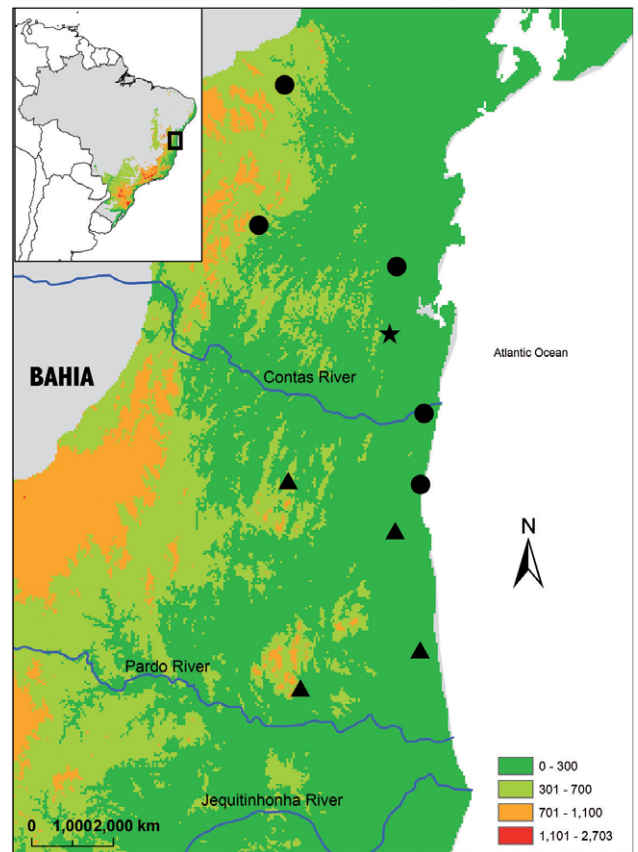 Contas River
Atlantic Ocean
BAHIA
N
Pardo River
Jequitinhonha River
0 1,0002,000 km
0 - 300
301 - 700
701 - 1,100
1,101 - 2,703